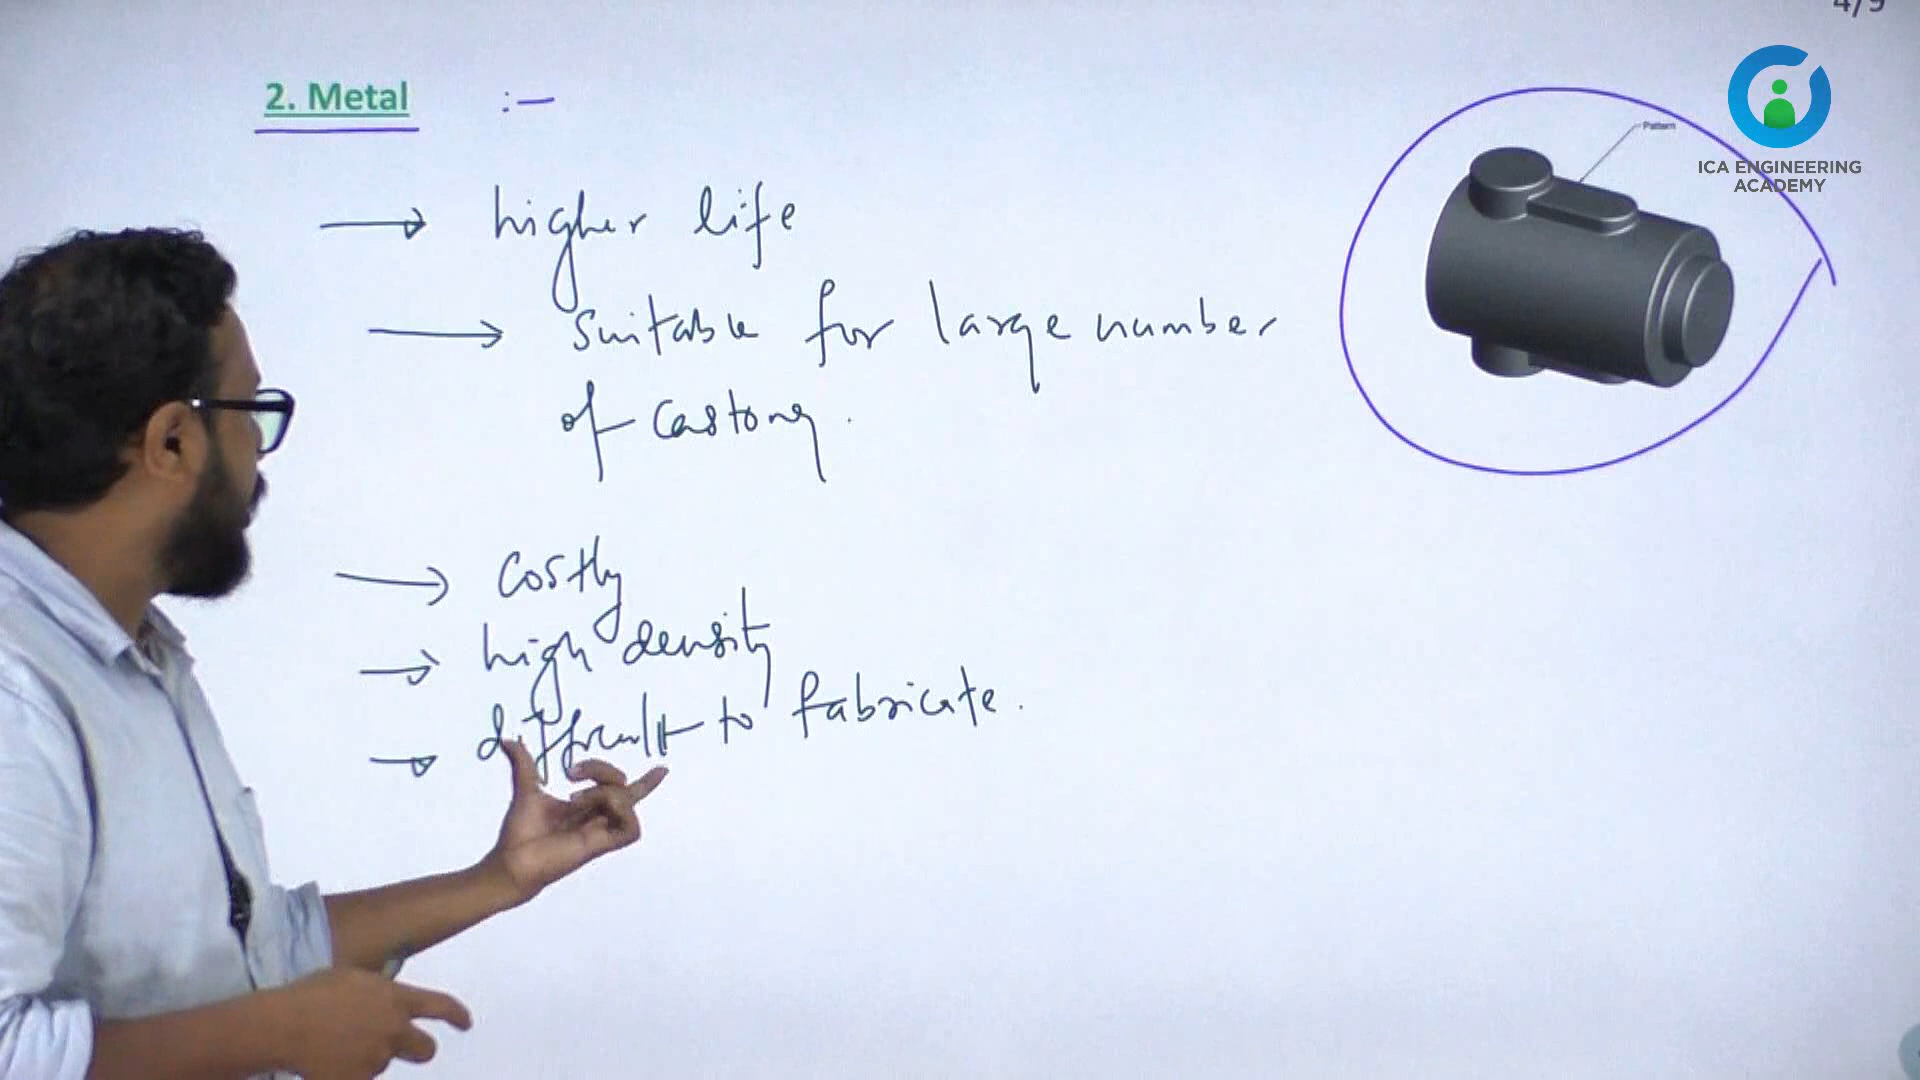 4/9
2. Metal :-
Pattern
ICA ENGINEERING
ACADEMY
→ higher life
→ Suitable for large number
of casting.
→ Costly
→ high density
→ difficult to fabricate.